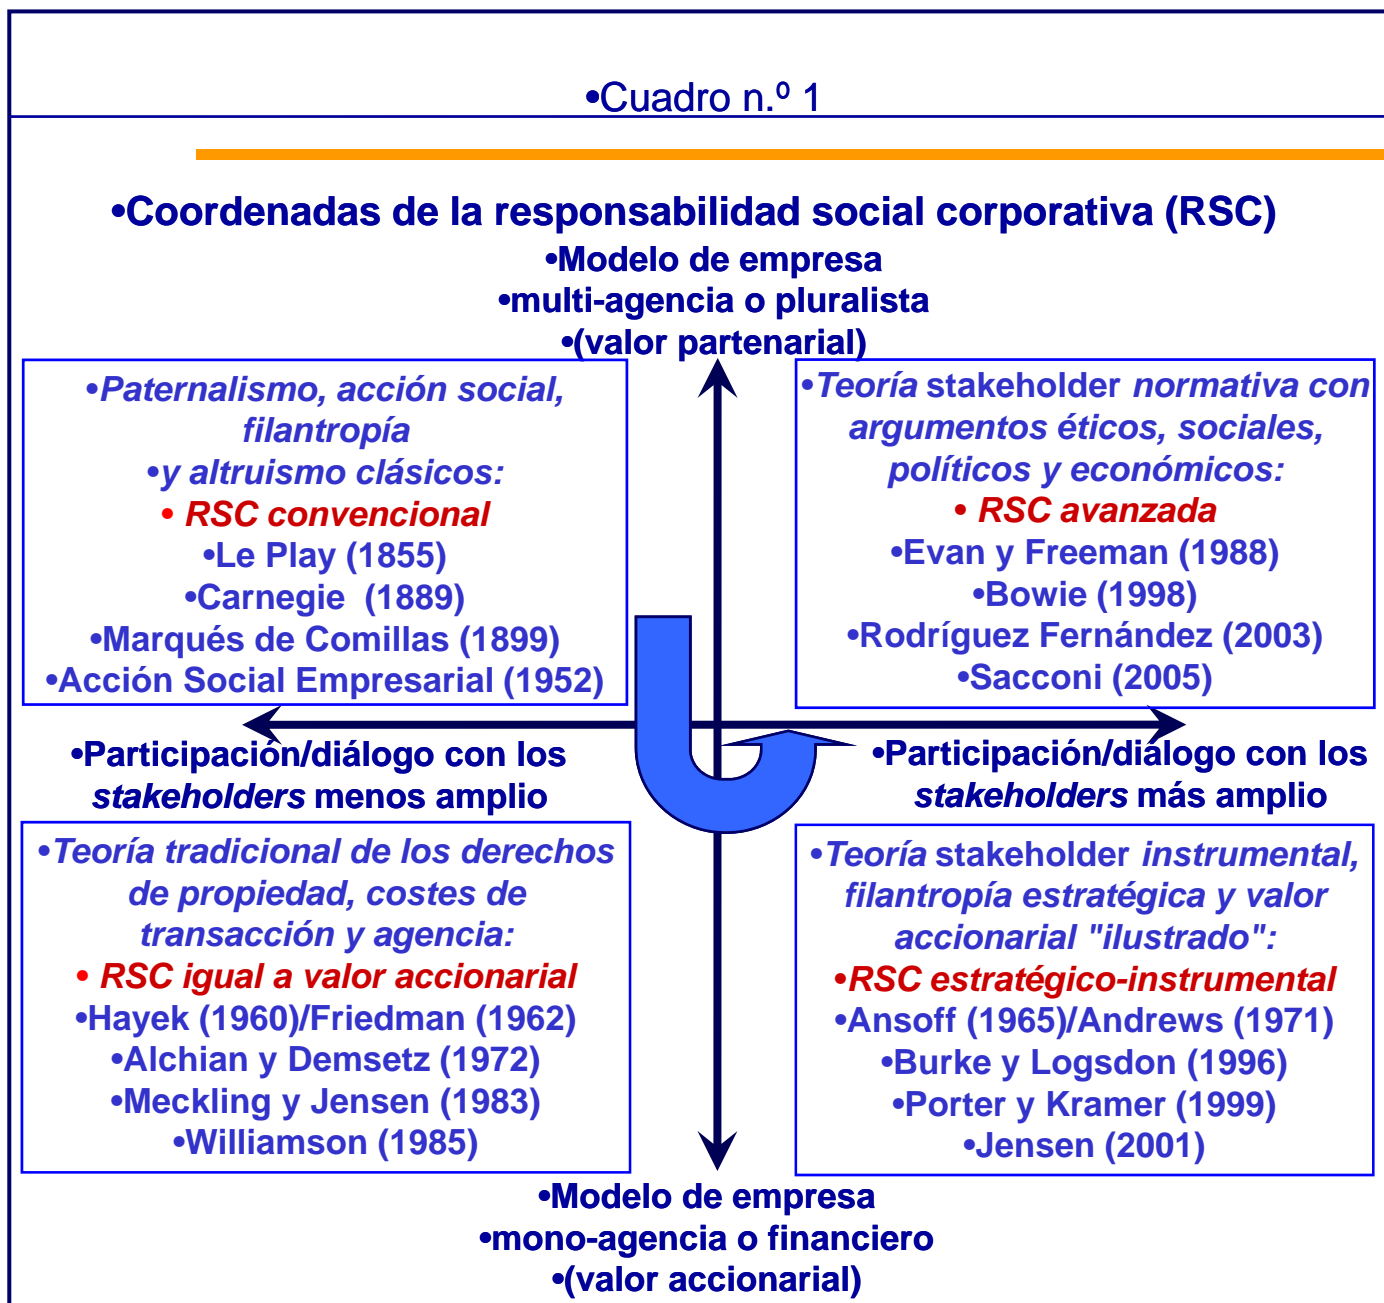 •Cuadro n.º 1
•Coordenadas de la responsabilidad social corporativa (RSC)
•Modelo de empresa
•multi-agencia o pluralista
•(valor partenarial)
•Paternalismo, acción social,
filantropía
•y altruismo clásicos:
• RSC convencional
•Le Play (1855)
•Carnegie (1889)
•Marqués de Comillas (1899)
•Acción Social Empresarial (1952)
•Teoría stakeholder normativa con
argumentos éticos, sociales,
políticos y económicos:
• RSC avanzada
•Evan y Freeman (1988)
•Bowie (1998)
•Rodríguez Fernández (2003)
•Sacconi (2005)
•Participación/diálogo con los
stakeholders menos amplio
•Participación/diálogo con los
stakeholders más amplio
•Teoría tradicional de los derechos
de propiedad, costes de
transacción y agencia:
• RSC igual a valor accionarial
•Hayek (1960)/Friedman (1962)
•Alchian y Demsetz (1972)
•Meckling y Jensen (1983)
•Williamson (1985)
•Teoría stakeholder instrumental,
filantropía estratégica y valor
accionarial "ilustrado":
•RSC estratégico-instrumental
•Ansoff (1965)/Andrews (1971)
•Burke y Logsdon (1996)
•Porter y Kramer (1999)
•Jensen (2001)
•Modelo de empresa
•mono-agencia o financiero
•(valor accionarial)